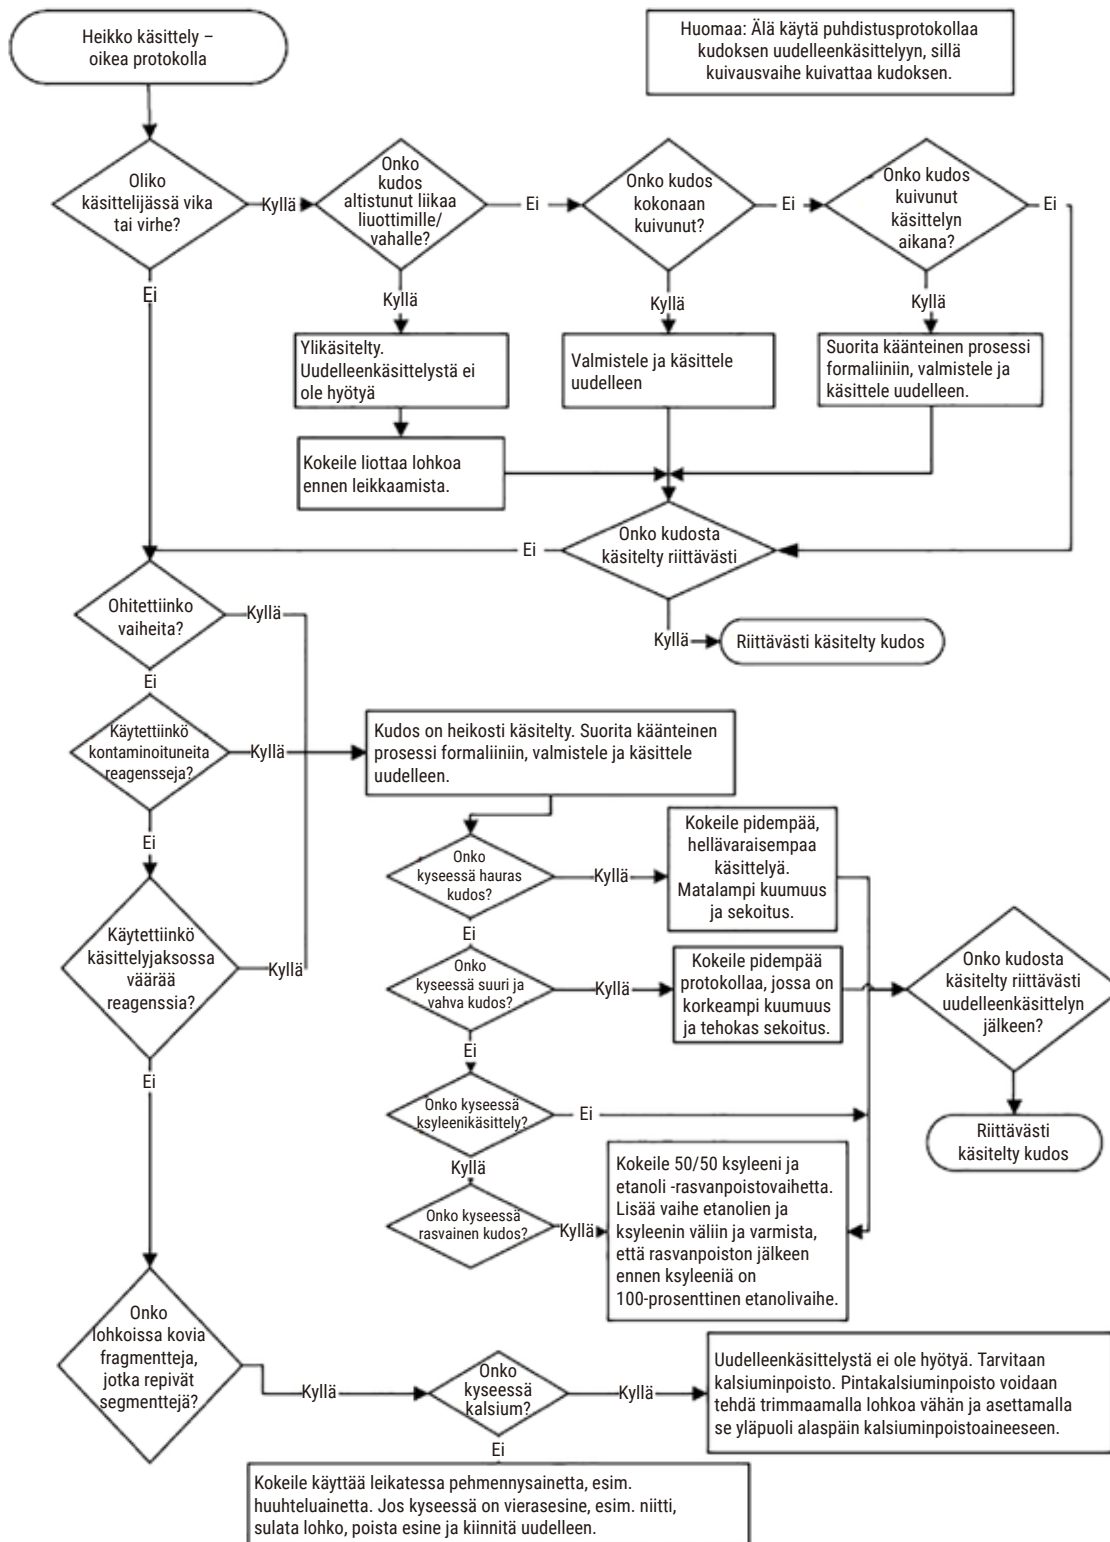 Heikko käsittely –
oikea protokolla
Huomaa: Älä käytä puhdistusprotokollaa
kudoksen uudelleenkäsittelyyn, sillä
kuivausvaihe kuivattaa kudoksen.
Oliko
käsittelijässä vika
tai virhe?
Kyllä
Onko
kudos
altistunut liikaa
liuottimille/
vahalle?
Ei
Onko kudos
kokonaan
kuivunut?
Ei
Onko kudos
kuivunut
käsittelyn
aikana?
Ei
Ei
Kyllä
Kyllä
Kyllä
Ylikäsitelty.
Uudelleenkäsittelystä ei
ole hyötyä
Valmistele ja käsittele
uudelleen
Suorita käänteinen prosessi
formaliiniin, valmistele ja
käsittele uudelleen.
Kokeile liottaa lohkoa
ennen leikkaamista.
Onko kudosta
käsitelty riittävästi
Ei
Kyllä
Riittävästi käsitelty kudos
Ohitettiinko
vaiheita?
Kyllä
Ei
Käytettiinkö
kontaminoituneita
reagensseja?
Kyllä
Kudos on heikosti käsitelty. Suorita käänteinen
prosessi formaliiniin, valmistele ja käsittele
uudelleen.
Ei
Käytettiinkö
käsittelyjaksossa
väärää
reagenssia?
Kyllä
Ei
Onko
kyseessä hauras
kudos?
Kyllä
Kokeile pidempää,
hellävaraisempaa
käsittelyä.
Matalampi kuumuus
ja sekoitus.
Ei
Onko
kyseessä suuri ja
vahva kudos?
Kyllä
Kokeile pidempää
protokollaa, jossa on
korkeampi kuumuus
ja tehokas sekoitus.
Onko kudosta
käsitelty riittävästi
uudelleenkäsittelyn
jälkeen?
Ei
Onko kyseessä
ksyleenikäsittely?
Ei
Riittävästi
käsitelty kudos
Kyllä
Onko kyseessä
rasvainen kudos?
Kyllä
Kokeile 50/50 ksyleeni ja
etanoli -rasvanpoistovaihetta.
Lisää vaihe etanolien ja
ksyleenin väliin ja varmista,
että rasvanpoiston jälkeen
ennen ksyleeniä on
100-prosenttinen etanolivaihe.
Onko
lohkoissa kovia
fragmentteja,
jotka repivät
segmenttejä?
Kyllä
Onko
kyseessä
kalsium?
Kyllä
Uudelleenkäsittelystä ei ole hyötyä. Tarvitaan
kalsiuminpoisto. Pintakalsiuminpoisto voidaan
tehdä trimmaamalla lohkoa vähän ja asettamalla
se yläpuoli alaspäin kalsiuminpoistoaineeseen.
Ei
Kokeile käyttää leikatessa pehmennysainetta, esim.
huuhteluainetta. Jos kyseessä on vierasesine, esim. niitti,
sulata lohko, poista esine ja kiinnitä uudelleen.